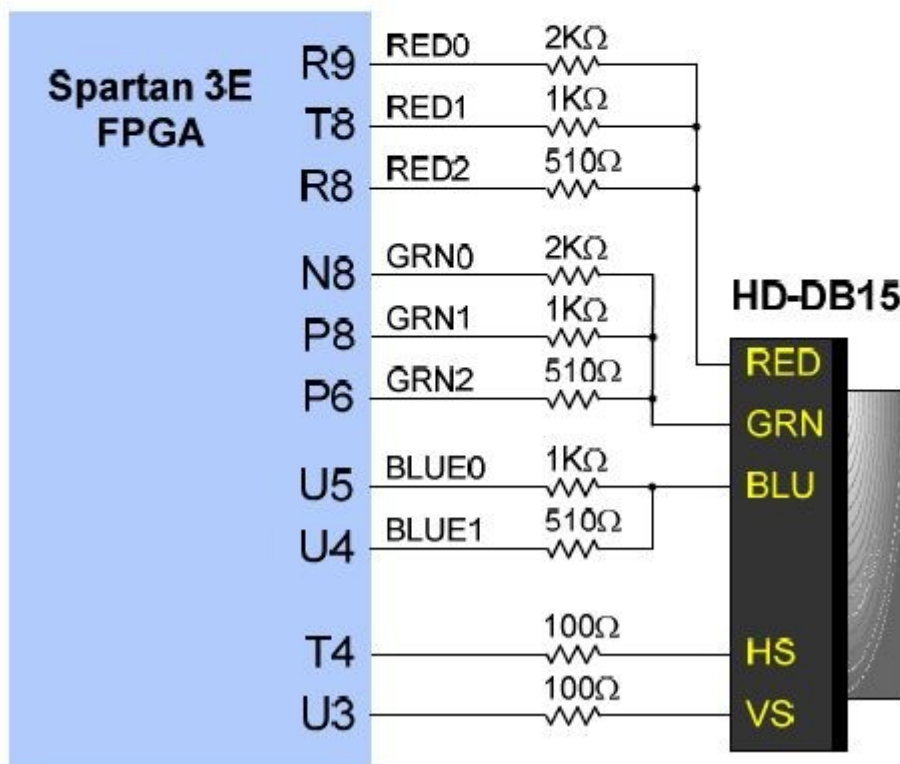 Spartan 3E
FPGA
R9 RED0 2KΩ
T8 RED1 1KΩ
R8 RED2 510Ω
N8 GRN0 2KΩ
P8 GRN1 1KΩ
P6 GRN2 510Ω
U5 BLUE0 1KΩ
U4 BLUE1 510Ω
T4 100Ω
U3 100Ω
HD-DB15
RED
GRN
BLU
HS
VS